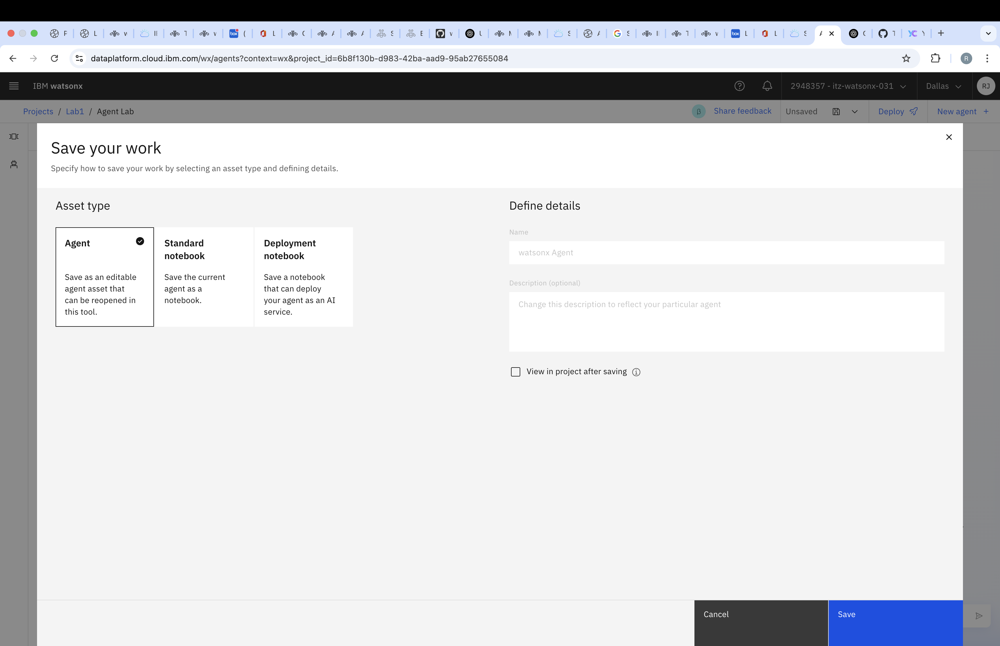 P
L
w
T
w
box
(
L
C
A
A
S
E
w
M
M
S
A
S
T
w
box
L
L
S
A
T
YC
Y
dataplatform.cloud.ibm.com/wx/agents?context=wx&project_id=6b8f130b-d983-42ba-aad9-95ab27655084
R
IBM watsonx
2948357 - itz-watsonx-031
Dallas
RJ
Projects / Lab1 / Agent Lab
β
Share feedback
Unsaved
Deploy
New agent +
Save your work
Specify how to save your work by selecting an asset type and defining details.
Asset type
Agent
Save as an editable
agent asset that
can be reopened in
this tool.
Standard
notebook
Save the current
agent as a
notebook.
Deployment
notebook
Save a notebook
that can deploy
your agent as an AI
service.
Define details
Name
watsonx Agent
Description (optional)
Change this description to reflect your particular agent
View in project after saving
Cancel
Save